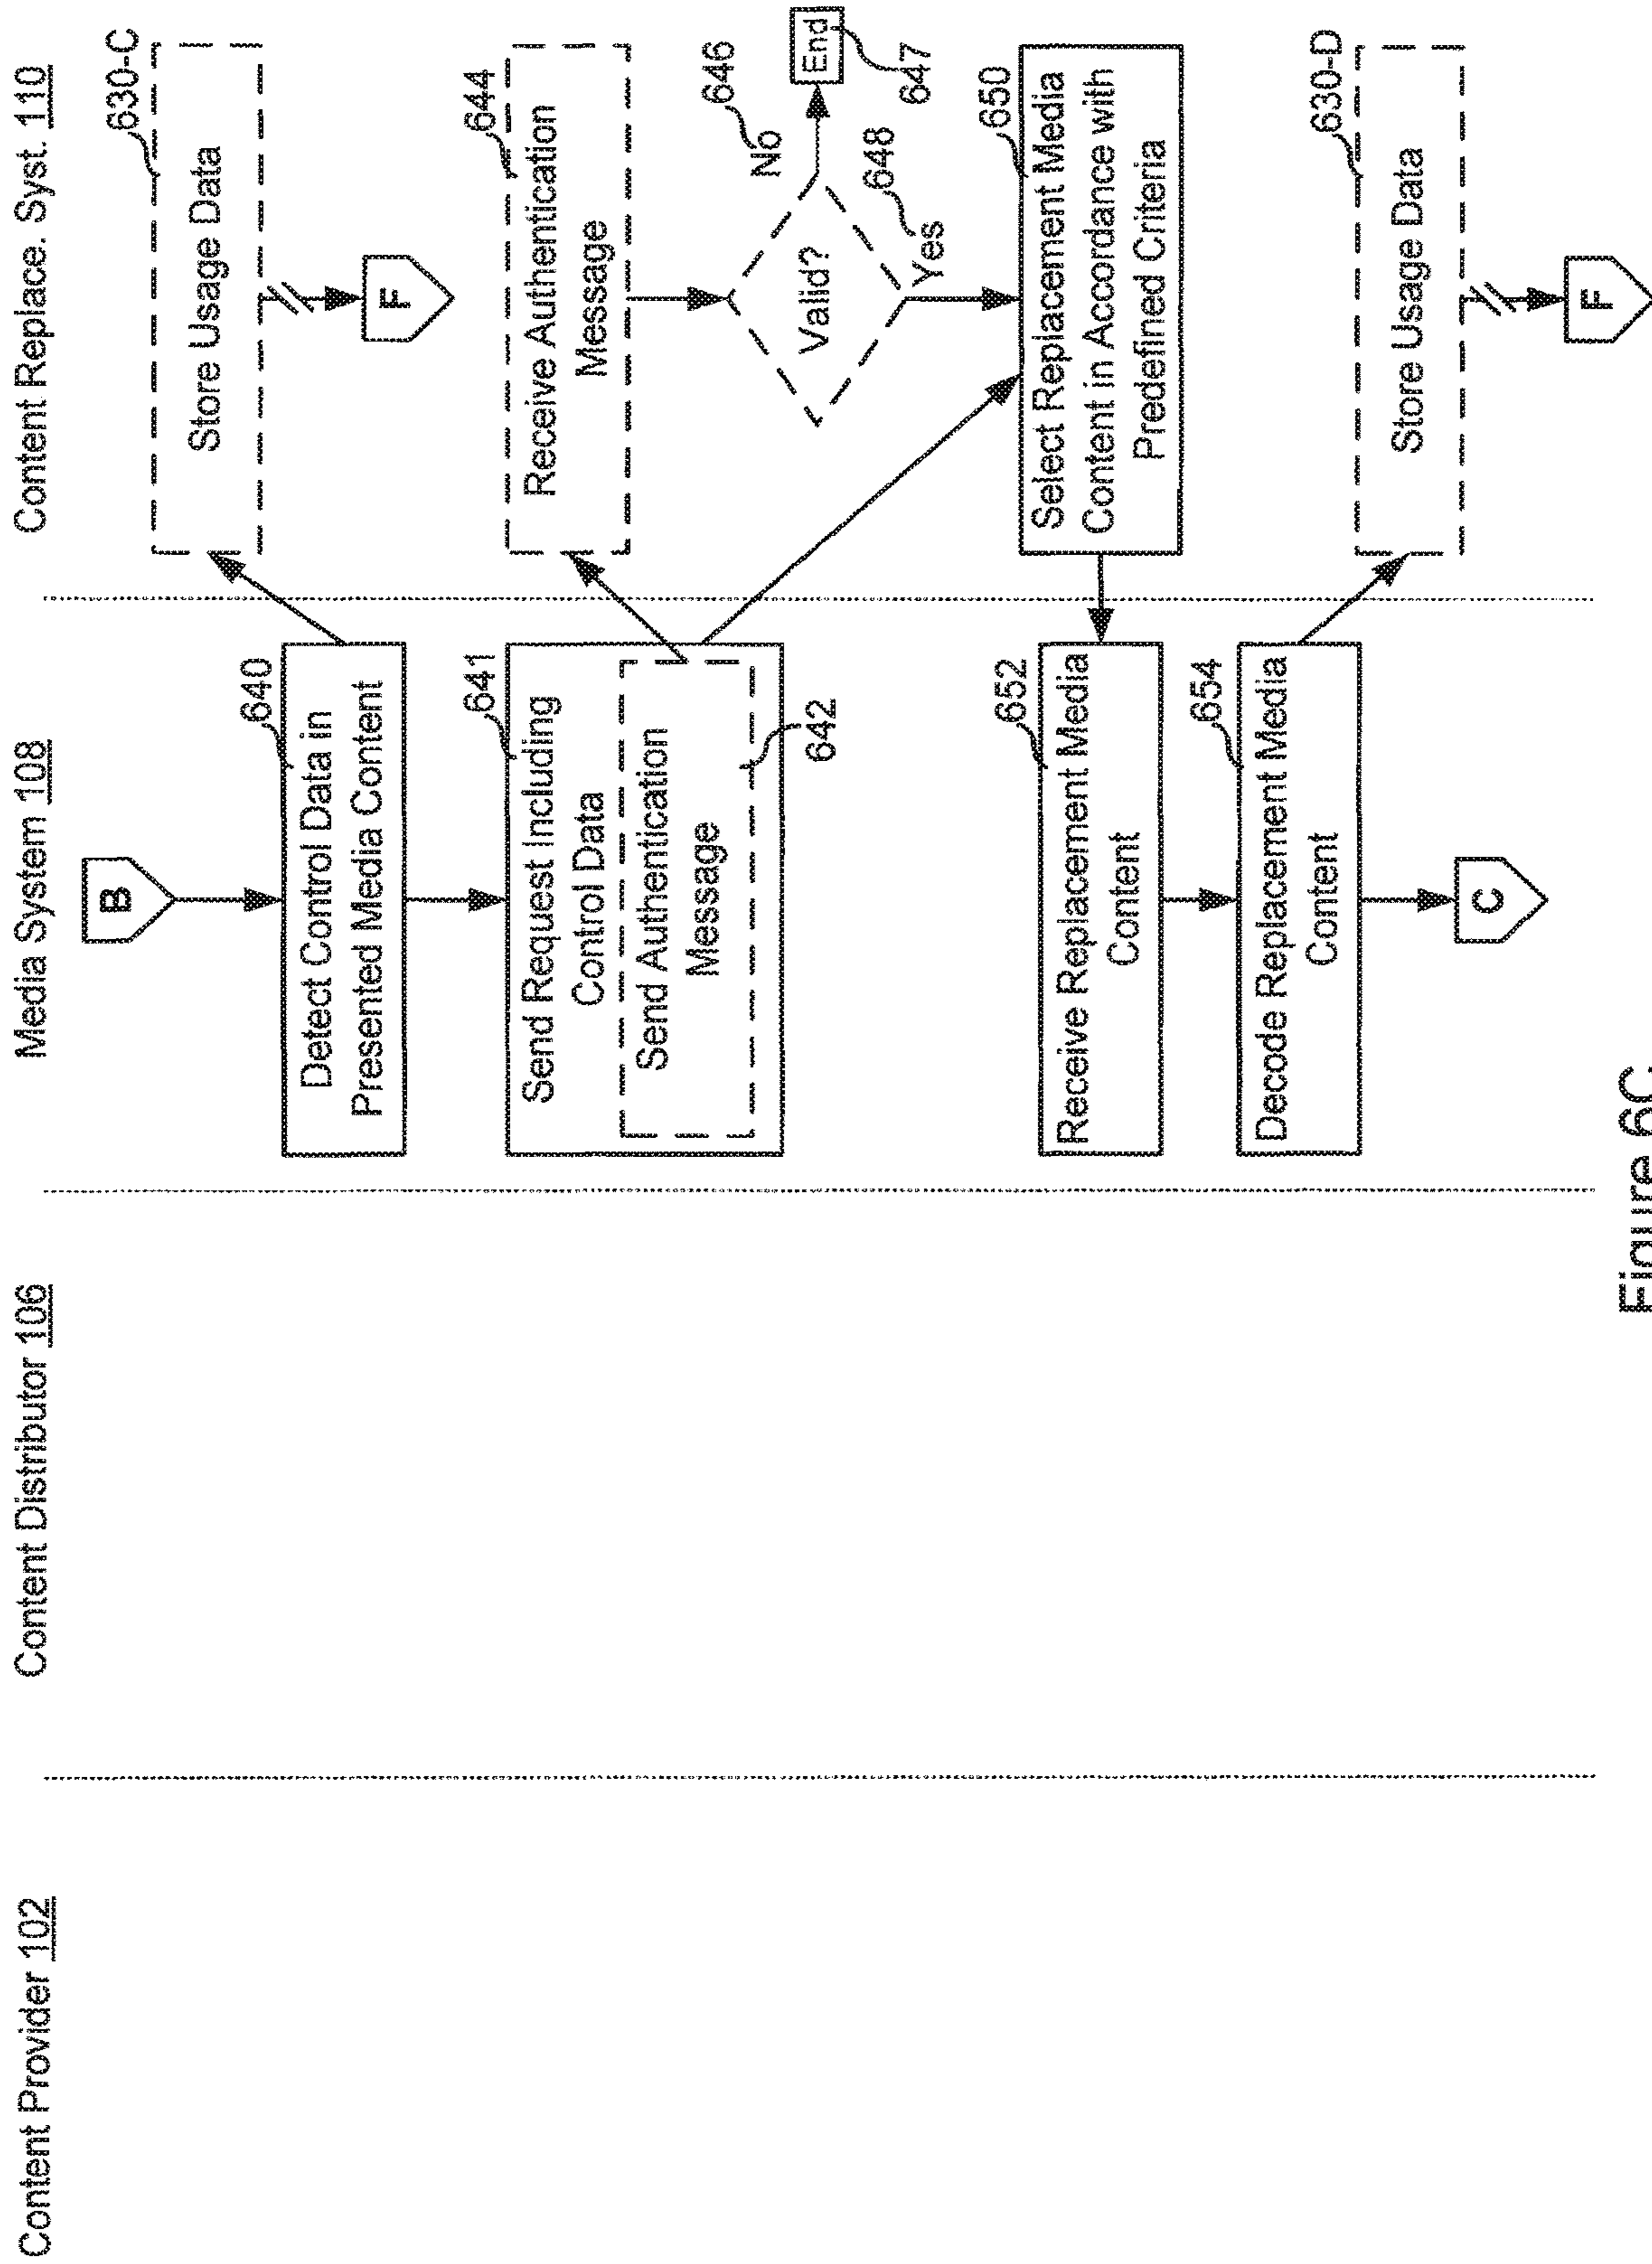 Content Provider 102
Content Distributor 106
Media System 108
Content Replace. Syst. 110
B
640
Detect Control Data in
Presented Media Content
630-C
Store Usage Data
F
641
Send Request Including
Control Data
Send Authentication
Message
642
644
Receive Authentication
Message
Valid?
646
No
End
647
648
Yes
650
Select Replacement Media
Content in Accordance with
Predefined Criteria
652
Receive Replacement Media
Content
654
Decode Replacement Media
Content
C
630-D
Store Usage Data
F
Figure 6C